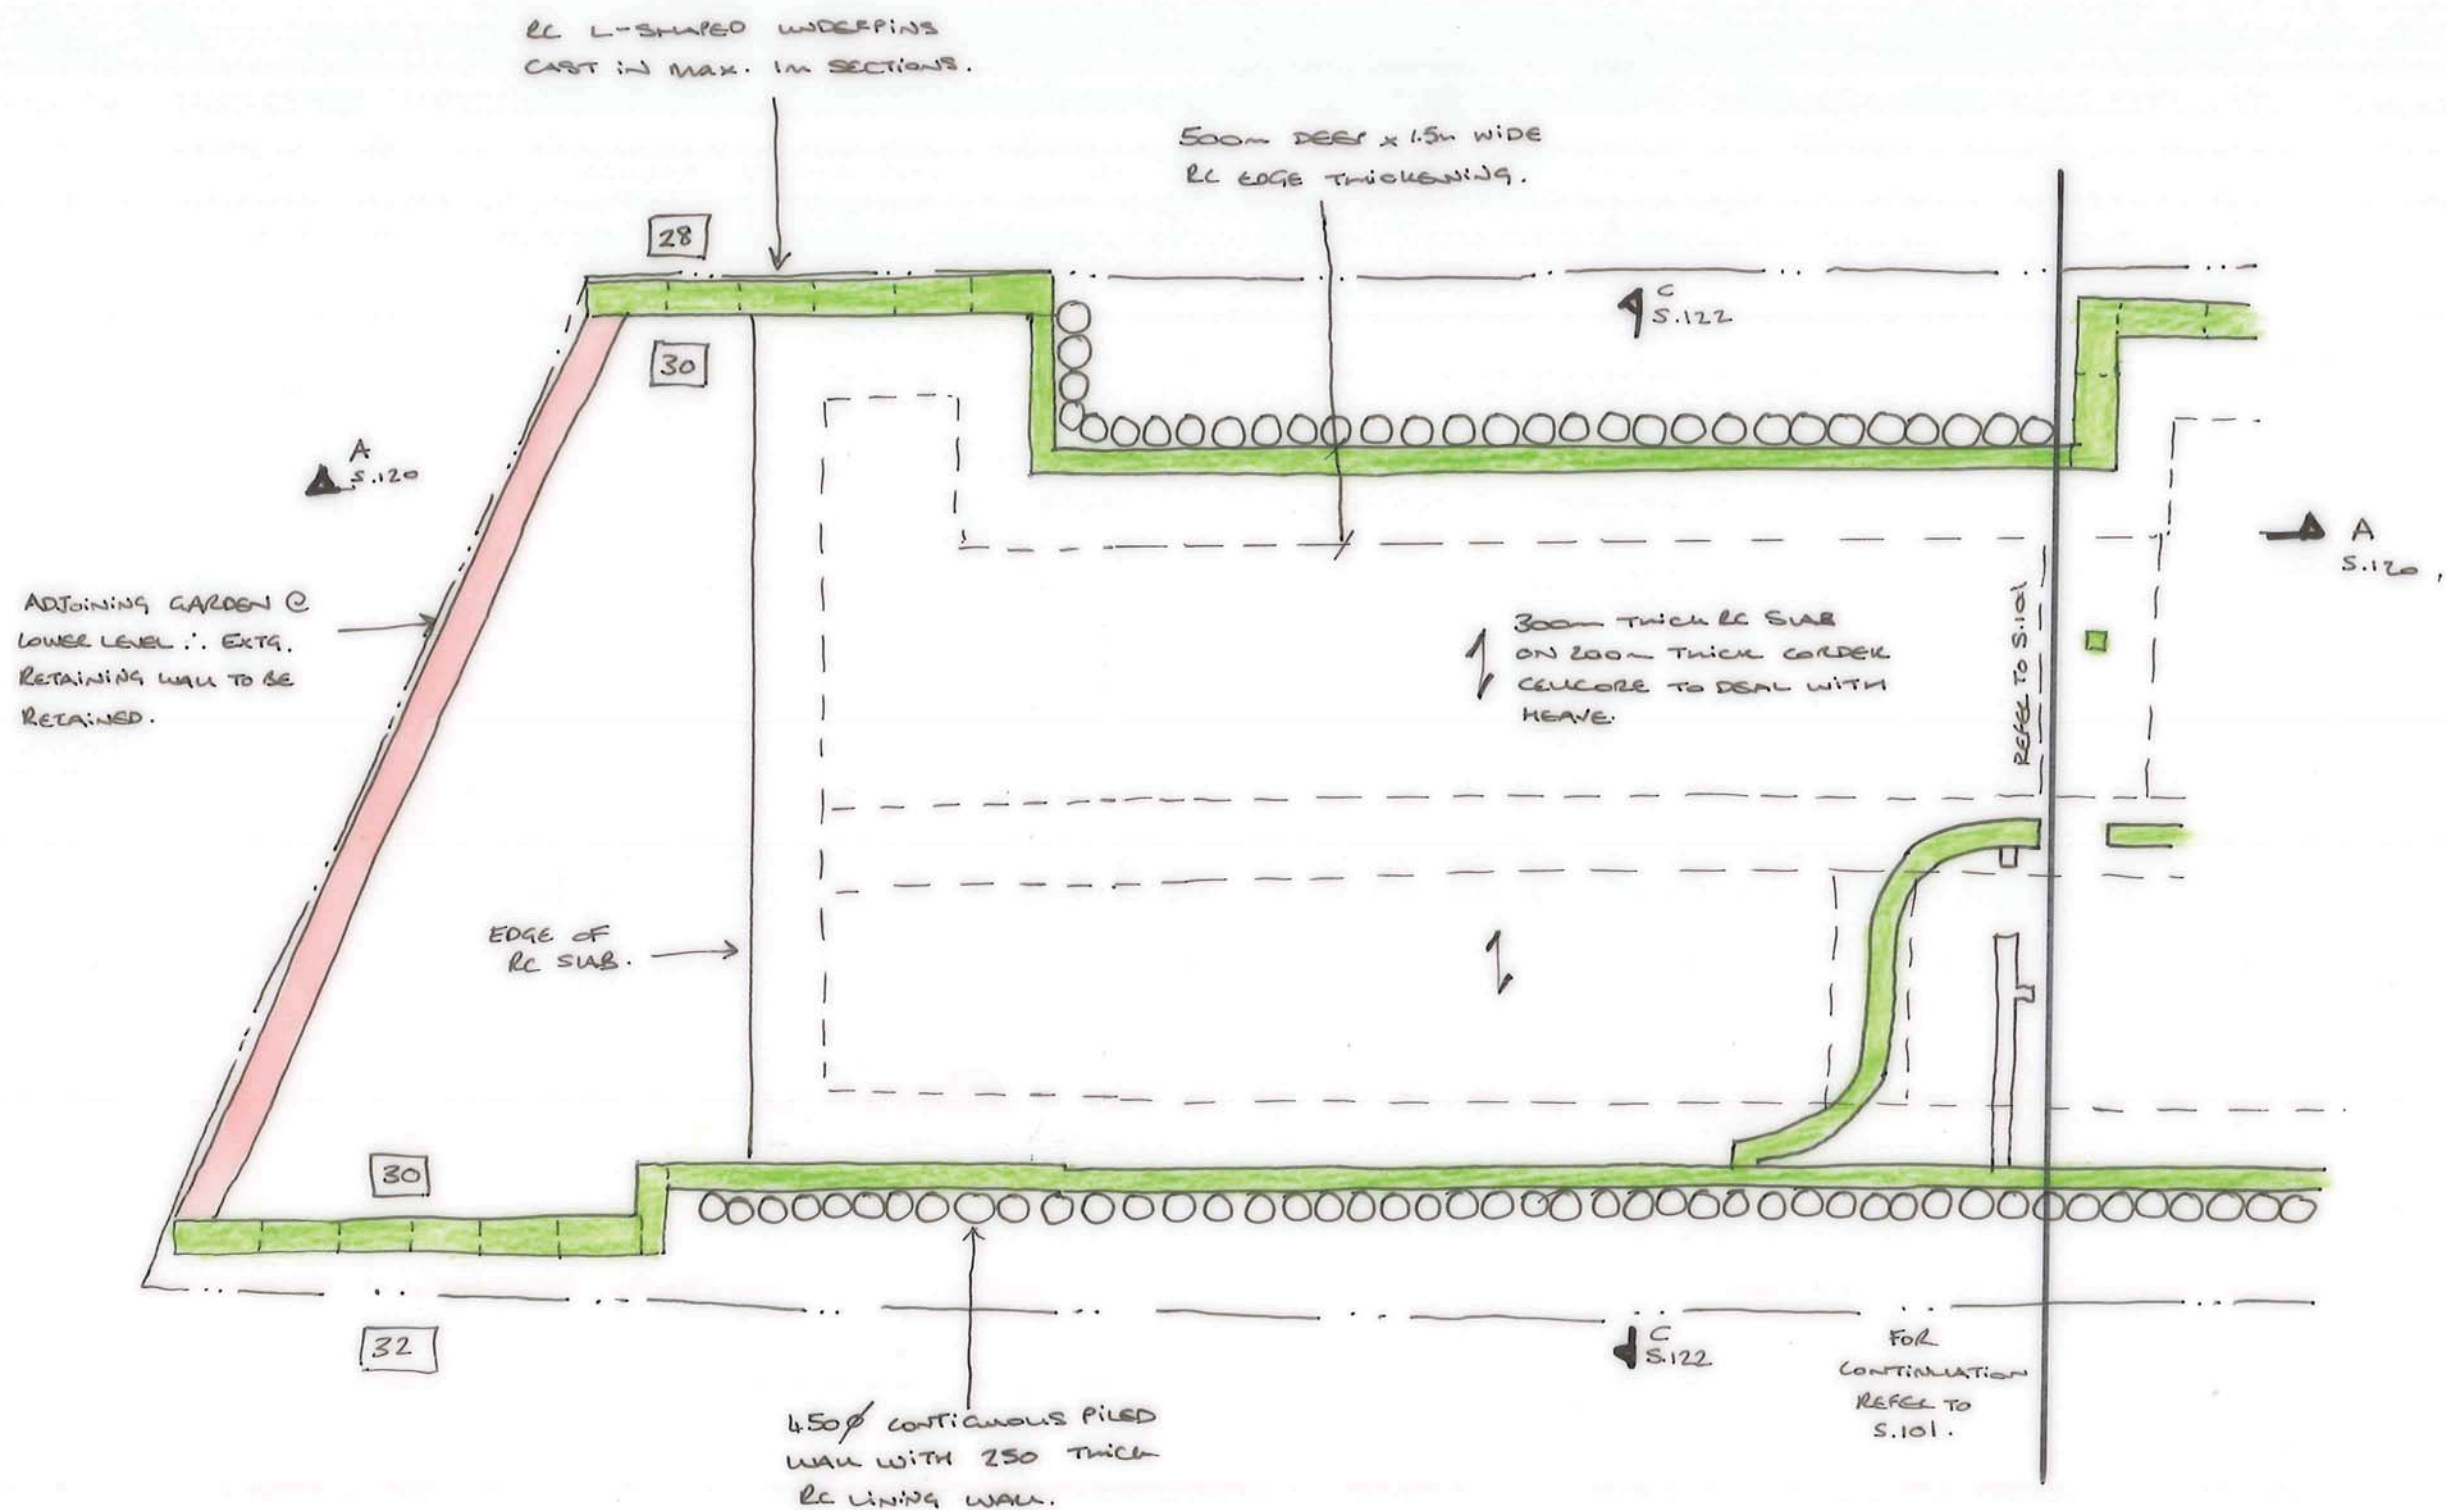 RC L-SHAPED UNDERPINS
CAST IN MAX. 1m SECTIONS.
500mm DEEP x 1.5m WIDE
RC EDGE THICKENING.
28
30
C
S.122
A
S.120
A
S.120,
ADJOINING GARDEN @
LOWER LEVEL ∴ EXTG.
RETAINING WALL TO BE
RETAINED.
300mm THICK RC SLAB
ON 200mm THICK CORDEK
CELLCORE TO DEAL WITH
HEAVE.
REFER TO S.101
EDGE OF
RC SLAB.
30
32
C
S.122
FOR
CONTINUATION
REFER TO
S.101.
450ø CONTIGUOUS PILED
WALL WITH 250 THICK
RC LINING WALL.